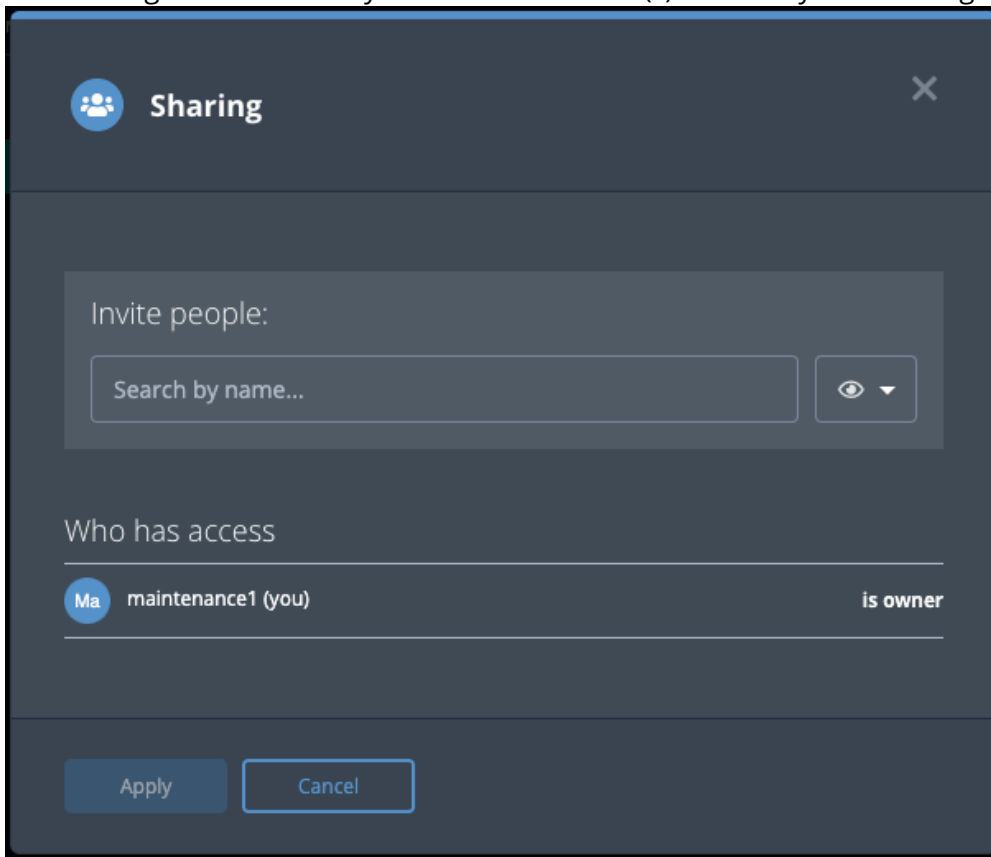 Sharing
Invite people:
Search by name...
Who has access
Ma maintenance1 (you) is owner
Apply Cancel